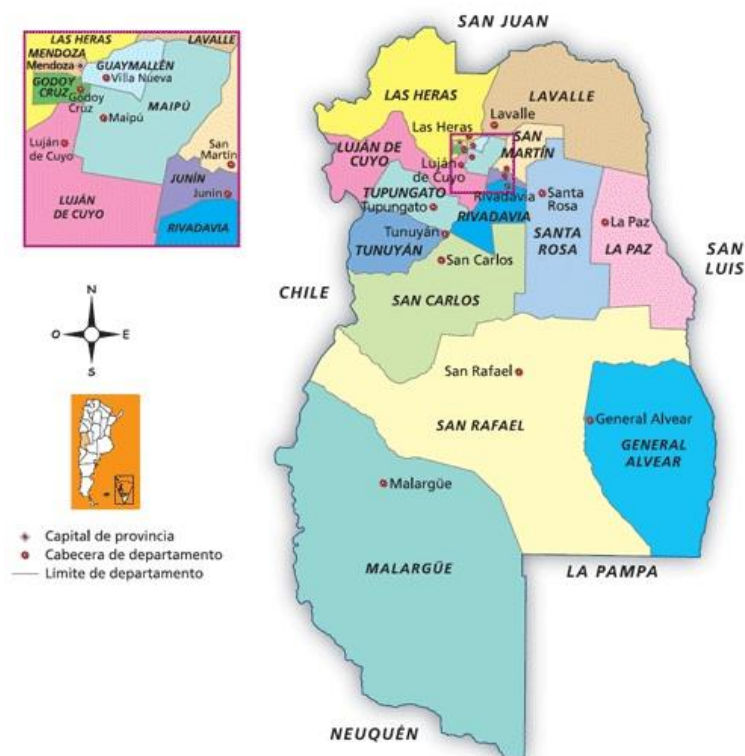 SAN JUAN
LAS HERAS
LAVALLE
MENDOZA
Mendoza
GUAYMALLÉN
Villa Nueva
GODOY
CRUZ
Godoy
Cruz
MAIPÚ
Maipú
Luján
de Cuyo
San
Martín
JUNÍN
Junín
LUJÁN
DE CUYO
RIVADAVIA
LAS HERAS
LAVALLE
Lavalle
Las Heras
SAN
MARTÍN
LUJÁN DE
CUYO
Luján
de Cuyo
TUPUNGATO
Tupungato
Rivadavia
RIVADAVIA
Santa
Rosa
SANTA
ROSA
La Paz
LA PAZ
Tunuyán
TUNUYÁN
San Carlos
SAN CARLOS
SAN
LUIS
CHILE
N
O
E
S
San Rafael
SAN RAFAEL
General Alvear
GENERAL
ALVEAR
Malargüe
MALARGÜE
Capital de provincia
Cabecera de departamento
Límite de departamento
LA PAMPA
NEUQUÉN